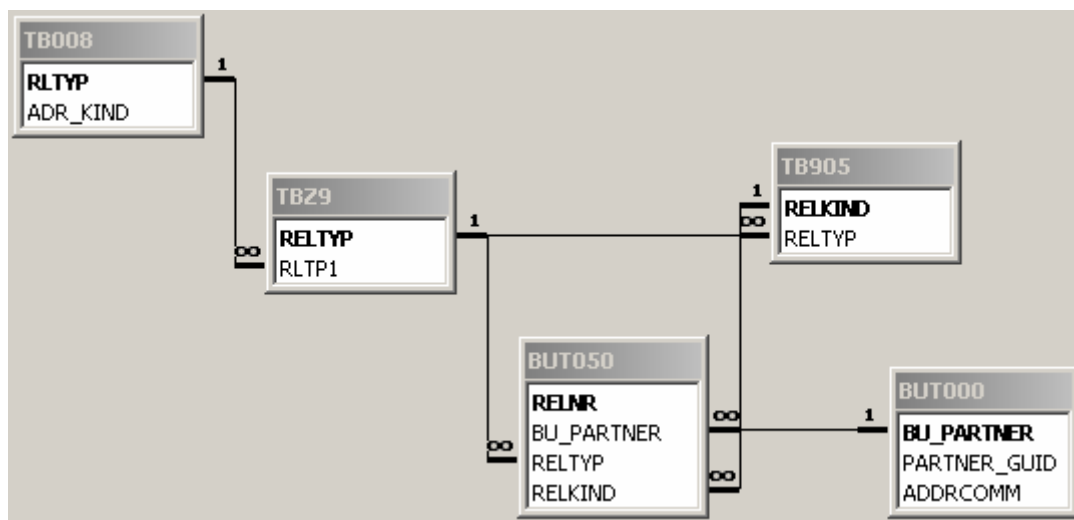 TB008
RLTYP
ADR_KIND
1
∞
TBZ9
RELTYP
RLTP1
1
TB905
RELKIND
RELTYP
1
∞
BUT050
RELNR
BU_PARTNER
RELTYP
RELKIND
∞
∞
∞
1
BUT000
BU_PARTNER
PARTNER_GUID
ADDRCOMM